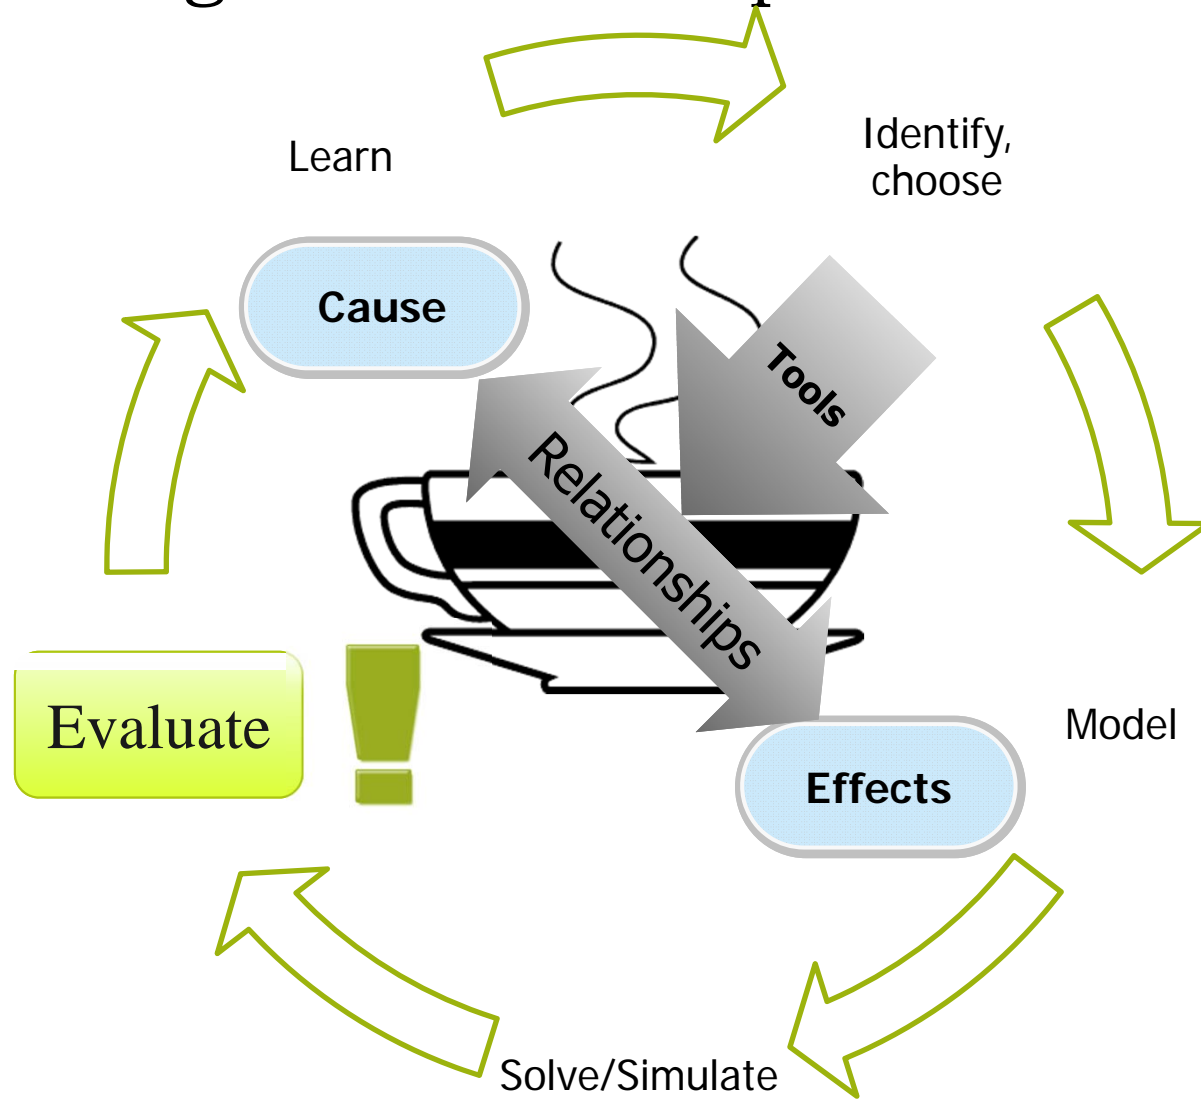 Learn
Identify,
choose
Cause
Tools
Relationships
Evaluate
Model
Effects
Solve/Simulate